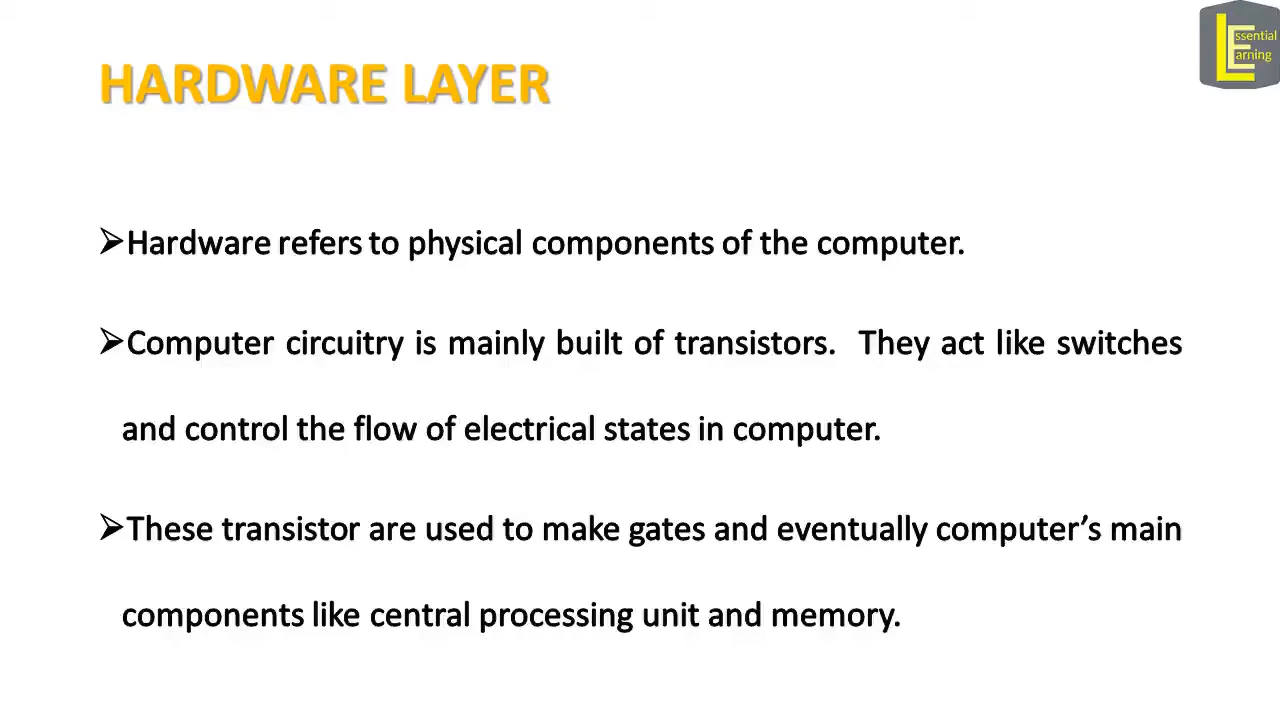 HARDWARE LAYER
Essential
Learning
➢Hardware refers to physical components of the computer.
➢Computer circuitry is mainly built of transistors. They act like switches
and control the flow of electrical states in computer.
➢These transistor are used to make gates and eventually computer’s main
components like central processing unit and memory.